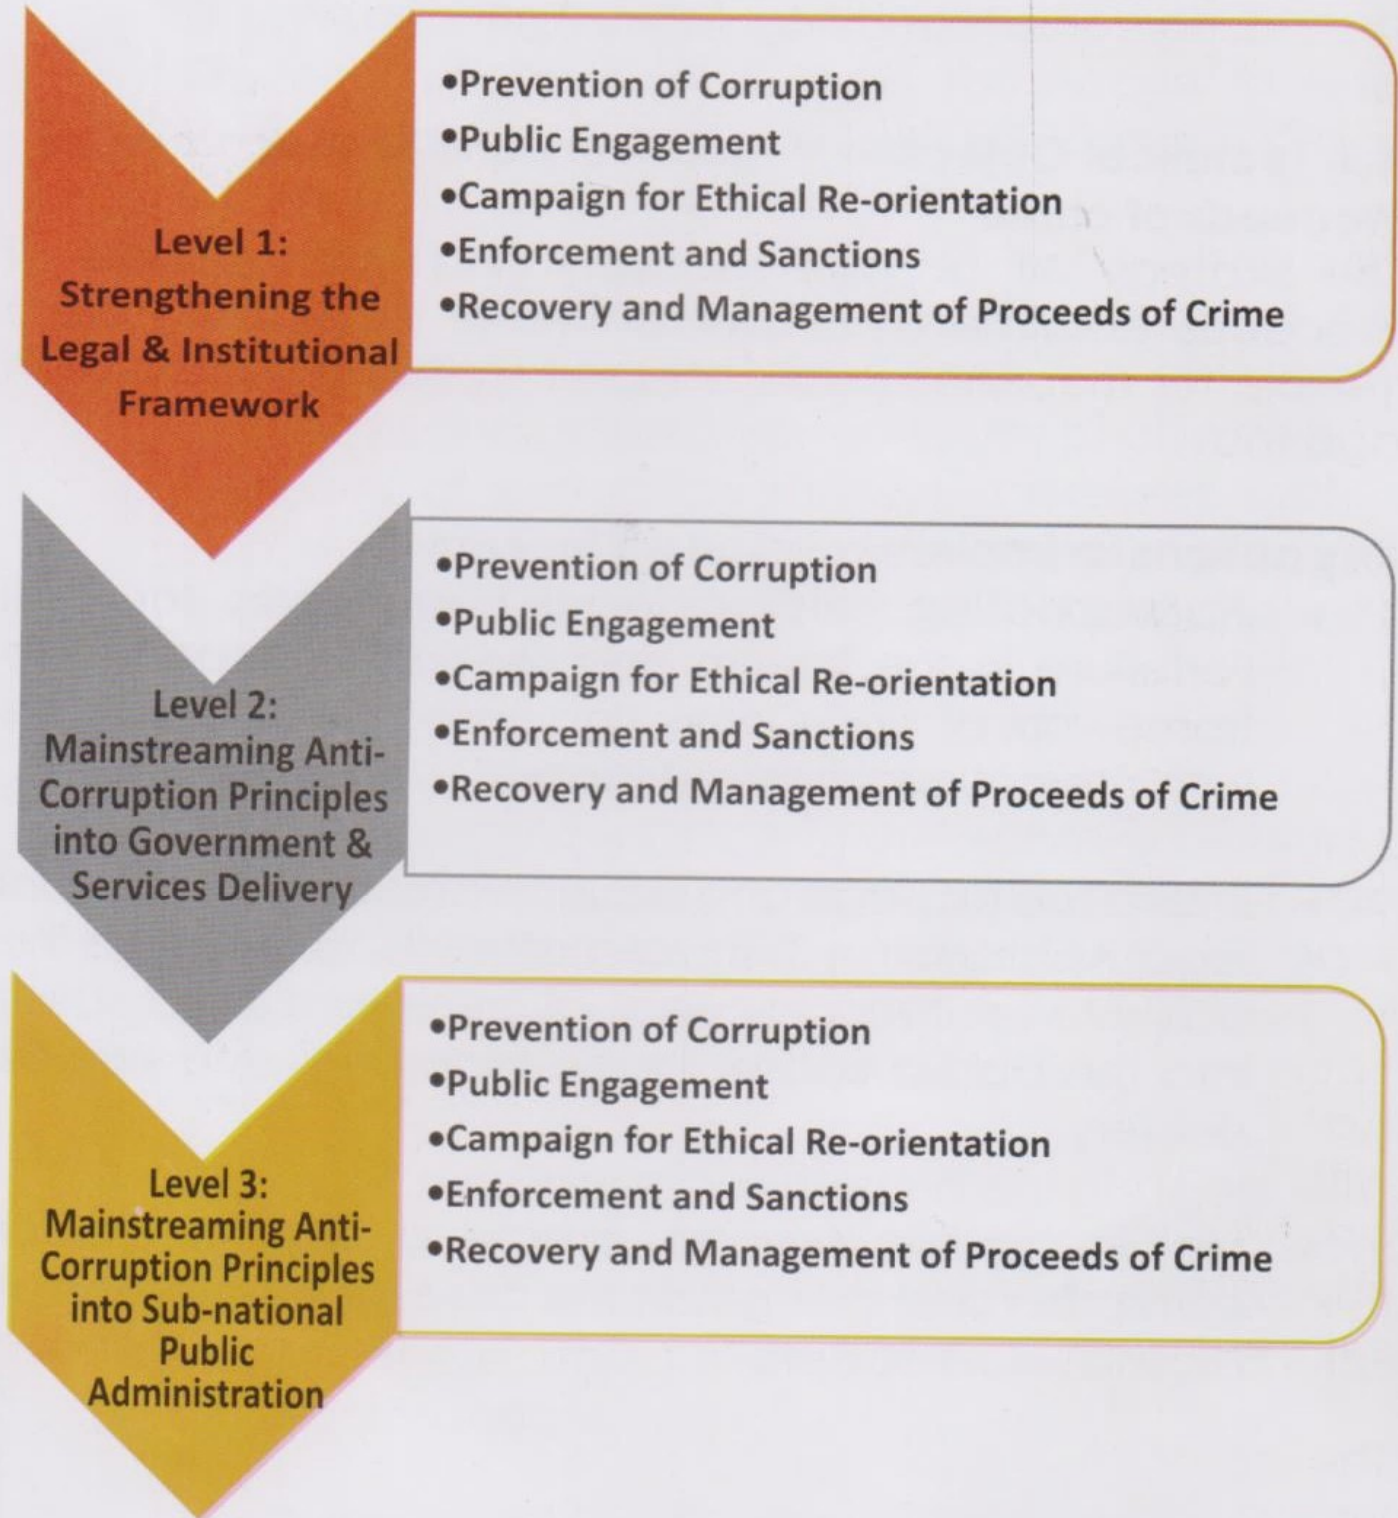 Level 1:
Strengthening the
Legal & Institutional
Framework
•Prevention of Corruption
•Public Engagement
•Campaign for Ethical Re-orientation
•Enforcement and Sanctions
•Recovery and Management of Proceeds of Crime
Level 2:
Mainstreaming Anti-
Corruption Principles
into Government &
Services Delivery
•Prevention of Corruption
•Public Engagement
•Campaign for Ethical Re-orientation
•Enforcement and Sanctions
•Recovery and Management of Proceeds of Crime
Level 3:
Mainstreaming Anti-
Corruption Principles
into Sub-national
Public
Administration
•Prevention of Corruption
•Public Engagement
•Campaign for Ethical Re-orientation
•Enforcement and Sanctions
•Recovery and Management of Proceeds of Crime